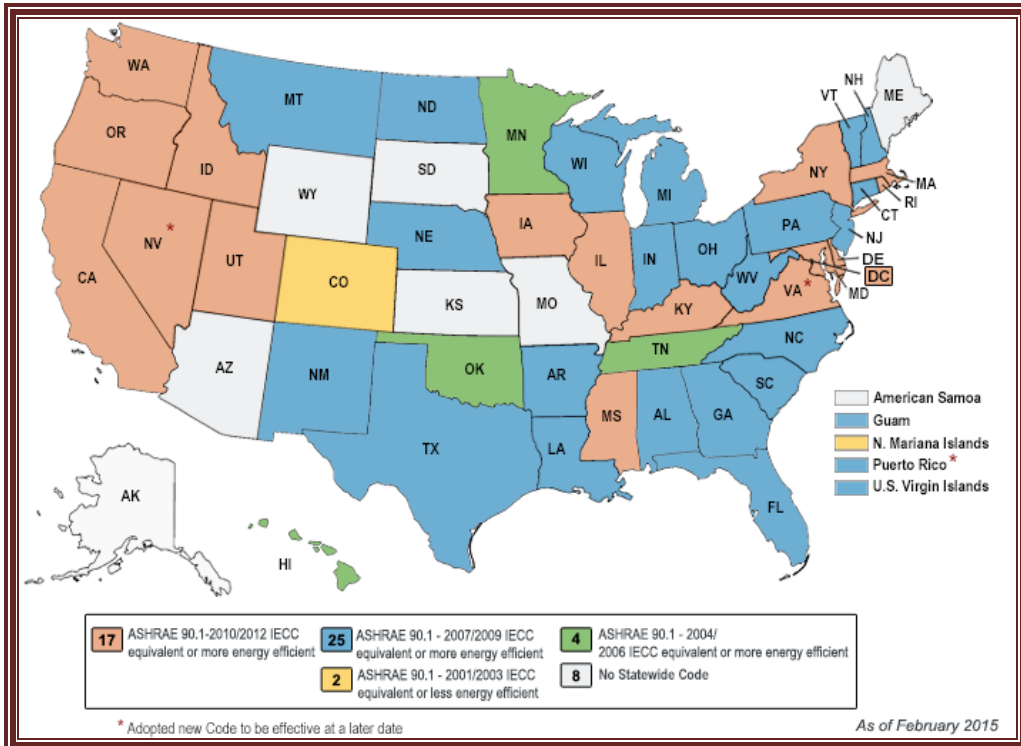 WA
MT
ND
MN
OR
ID
WY
SD
WI
MI
NH
VT
ME
NY
MA
RI
CT
NV *
UT
CA
CO
NE
IA
IL
IN
OH
PA
NJ
DE
DC
MD
WV
VA *
KS
MO
KY
AZ
NM
OK
AR
TN
NC
SC
MS
AL
GA
TX
LA
FL
AK
HI
American Samoa
Guam
N. Mariana Islands
Puerto Rico *
U.S. Virgin Islands
17 ASHRAE 90.1-2010/2012 IECC
equivalent or more energy efficient
25 ASHRAE 90.1 - 2007/2009 IECC
equivalent or more energy efficient
4 ASHRAE 90.1 - 2004/
2006 IECC equivalent or more energy efficient
2 ASHRAE 90.1 - 2001/2003 IECC
equivalent or less energy efficient
8 No Statewide Code
* Adopted new Code to be effective at a later date
As of February 2015